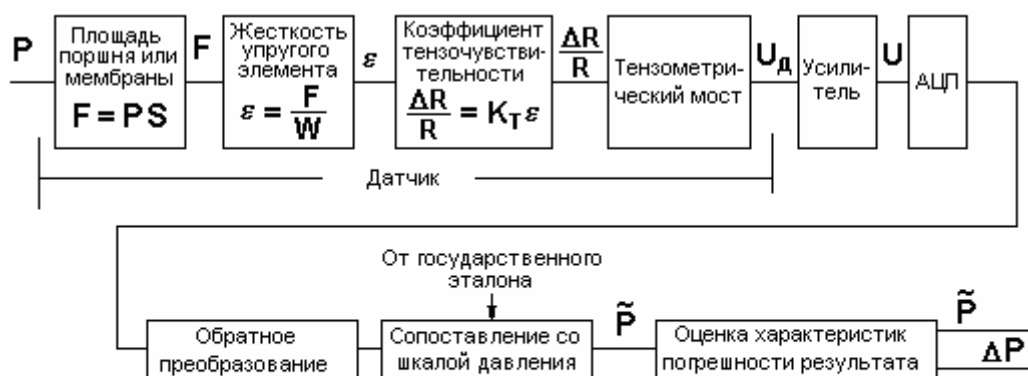 P
Площадь
поршня или
мембраны
F = PS
F
Жесткость
упругого
элемента
ε = F/W
ε
Коэффициент
тензочувстви-
тельности
ΔR/R = KT ε
ΔR/R
Тензометри-
ческий мост
Uд
Усили-
тель
U
АЦП
Датчик
От государственного
эталона
Обратное
преобразование
Сопоставление со
шкалой давления
P̃
Оценка характеристик
погрешности результата
P̃
ΔP